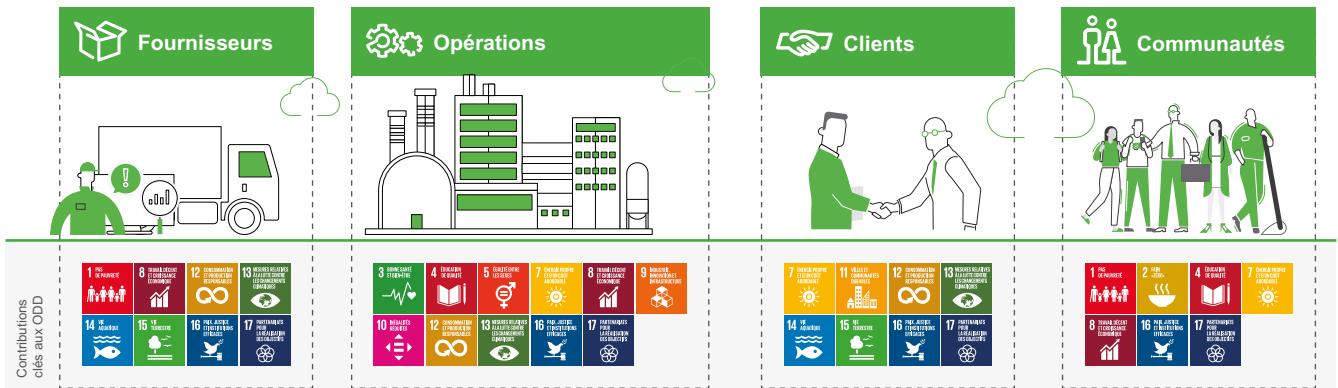 Fournisseurs
Opérations
Clients
Communautés
Contributions
clés aux ODD
1 PAS
DE PAUVRETÉ
8 TRAVAIL DÉCENT
ET CROISSANCE
ÉCONOMIQUE
12 CONSOMMATION
ET PRODUCTION
RESPONSABLES
13 MESURES RELATIVES
À LA LUTTE CONTRE
LES CHANGEMENTS
CLIMATIQUES
14 VIE
AQUATIQUE
15 VIE
TERRESTRE
16 PAIX, JUSTICE
ET INSTITUTIONS
EFFICACES
17 PARTENARIATS
POUR
LA RÉALISATION
DES OBJECTIFS
3 BONNE SANTÉ
ET BIEN-ÊTRE
4 ÉDUCATION
DE QUALITÉ
5 ÉGALITÉ ENTRE
LES SEXES
7 ÉNERGIE PROPRE
ET D'UN COÛT
ABORDABLE
8 TRAVAIL DÉCENT
ET CROISSANCE
ÉCONOMIQUE
9 INDUSTRIE,
INNOVATION ET
INFRASTRUCTURE
10 INÉGALITÉS
RÉDUITES
12 CONSOMMATION
ET PRODUCTION
RESPONSABLES
13 MESURES RELATIVES
À LA LUTTE CONTRE
LES CHANGEMENTS
CLIMATIQUES
16 PAIX, JUSTICE
ET INSTITUTIONS
EFFICACES
17 PARTENARIATS
POUR
LA RÉALISATION
DES OBJECTIFS
7 ÉNERGIE PROPRE
ET D'UN COÛT
ABORDABLE
11 VILLES ET
COMMUNAUTÉS
DURABLES
12 CONSOMMATION
ET PRODUCTION
RESPONSABLES
13 MESURES RELATIVES
À LA LUTTE CONTRE
LES CHANGEMENTS
CLIMATIQUES
14 VIE
AQUATIQUE
15 VIE
TERRESTRE
16 PAIX, JUSTICE
ET INSTITUTIONS
EFFICACES
17 PARTENARIATS
POUR
LA RÉALISATION
DES OBJECTIFS
1 PAS
DE PAUVRETÉ
2 FAIM
«ZÉRO»
4 ÉDUCATION
DE QUALITÉ
7 ÉNERGIE PROPRE
ET D'UN COÛT
ABORDABLE
8 TRAVAIL DÉCENT
ET CROISSANCE
ÉCONOMIQUE
16 PAIX, JUSTICE
ET INSTITUTIONS
EFFICACES
17 PARTENARIATS
POUR
LA RÉALISATION
DES OBJECTIFS